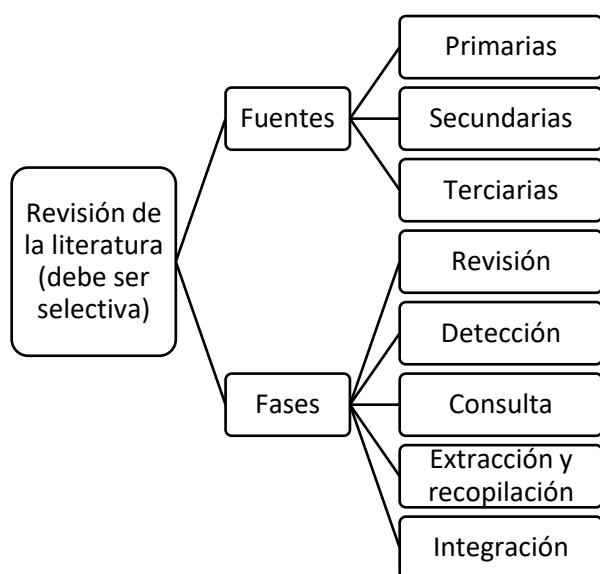 Revisión de
la literatura
(debe ser
selectiva)
Fuentes
Primarias
Secundarias
Terciarias
Fases
Revisión
Detección
Consulta
Extracción y
recopilación
Integración